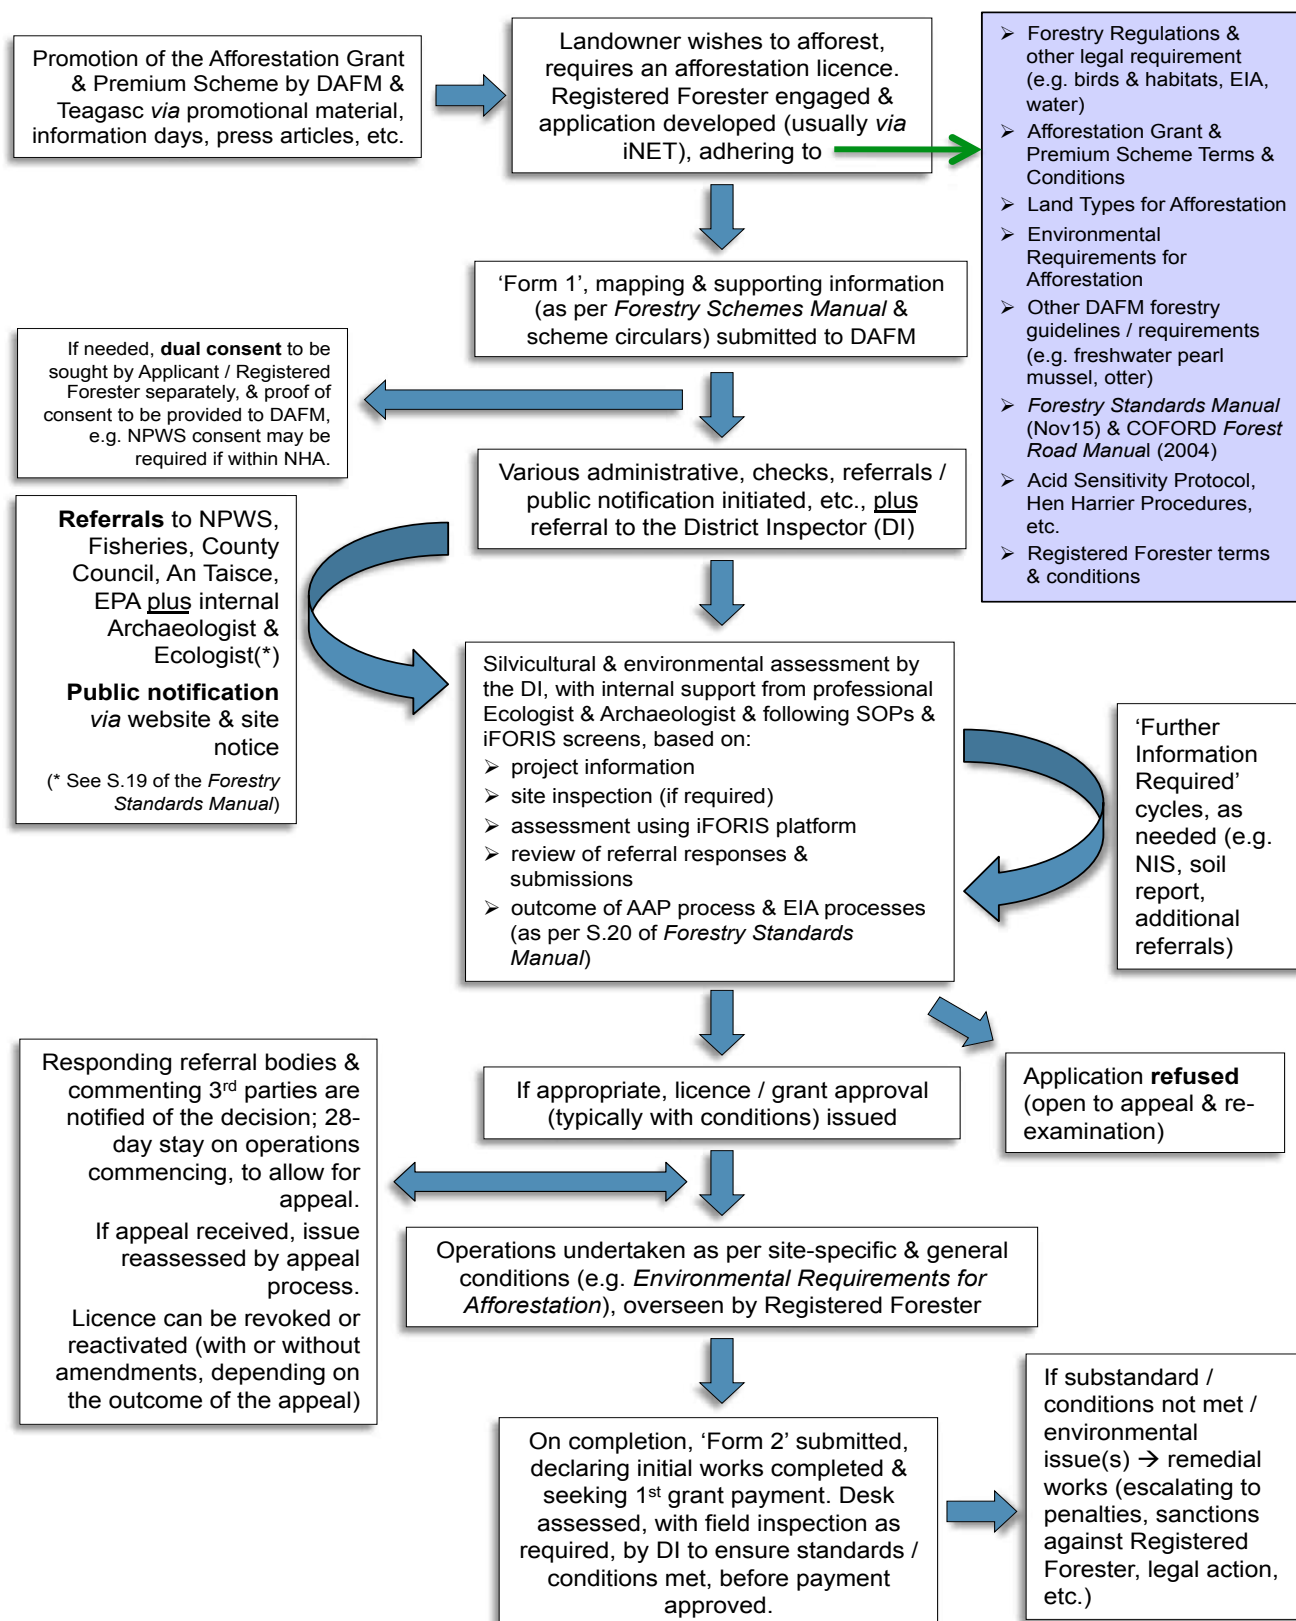 Promotion of the Afforestation Grant
& Premium Scheme by DAFM &
Teagasc via promotional material,
information days, press articles, etc.
Landowner wishes to afforest,
requires an afforestation licence.
Registered Forester engaged &
application developed (usually via
iNET), adhering to
➢ Forestry Regulations &
other legal requirement
(e.g. birds & habitats, EIA,
water)
➢ Afforestation Grant &
Premium Scheme Terms &
Conditions
➢ Land Types for Afforestation
➢ Environmental
Requirements for
Afforestation
➢ Other DAFM forestry
guidelines / requirements
(e.g. freshwater pearl
mussel, otter)
➢ Forestry Standards Manual
(Nov15) & COFORD Forest
Road Manual (2004)
➢ Acid Sensitivity Protocol,
Hen Harrier Procedures,
etc.
➢ Registered Forester terms
& conditions
‘Form 1’, mapping & supporting information
(as per Forestry Schemes Manual &
scheme circulars) submitted to DAFM
If needed, dual consent to be
sought by Applicant / Registered
Forester separately, & proof of
consent to be provided to DAFM,
e.g. NPWS consent may be
required if within NHA.
Various administrative, checks, referrals /
public notification initiated, etc., plus
referral to the District Inspector (DI)
Referrals to NPWS,
Fisheries, County
Council, An Taisce,
EPA plus internal
Archaeologist &
Ecologist(*)
Public notification
via website & site
notice
(* See S.19 of the Forestry
Standards Manual)
Silvicultural & environmental assessment by
the DI, with internal support from professional
Ecologist & Archaeologist & following SOPs &
iFORIS screens, based on:
➢ project information
➢ site inspection (if required)
➢ assessment using iFORIS platform
➢ review of referral responses &
submissions
➢ outcome of AAP process & EIA processes
(as per S.20 of Forestry Standards
Manual)
‘Further
Information
Required’
cycles, as
needed (e.g.
NIS, soil
report,
additional
referrals)
If appropriate, licence / grant approval
(typically with conditions) issued
Application refused
(open to appeal & re-
examination)
Responding referral bodies &
commenting 3rd parties are
notified of the decision; 28-
day stay on operations
commencing, to allow for
appeal.
If appeal received, issue
reassessed by appeal
process.
Licence can be revoked or
reactivated (with or without
amendments, depending on
the outcome of the appeal)
Operations undertaken as per site-specific & general
conditions (e.g. Environmental Requirements for
Afforestation), overseen by Registered Forester
On completion, ‘Form 2’ submitted,
declaring initial works completed &
seeking 1st grant payment. Desk
assessed, with field inspection as
required, by DI to ensure standards /
conditions met, before payment
approved.
If substandard /
conditions not met /
environmental
issue(s) → remedial
works (escalating to
penalties, sanctions
against Registered
Forester, legal action,
etc.)